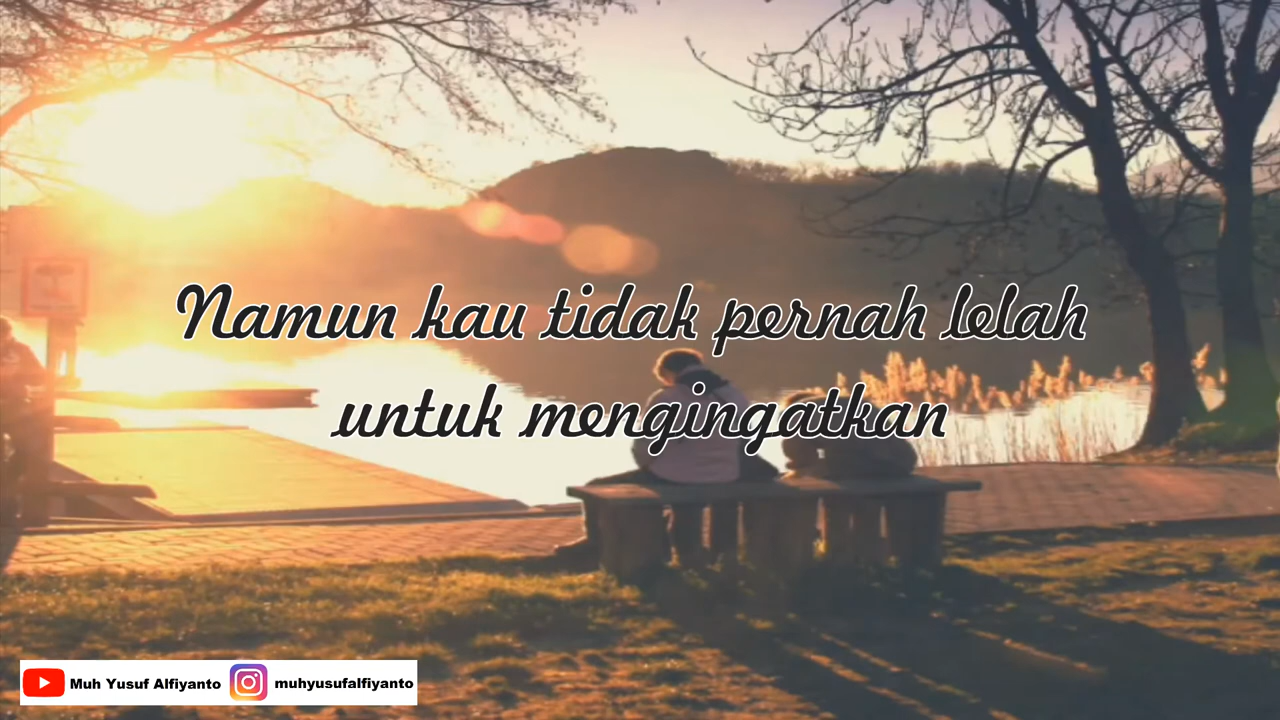 Namun kau tidak pernah lelah
untuk mengingatkan
Muh Yusuf Alfiyanto muhyusufalfiyanto